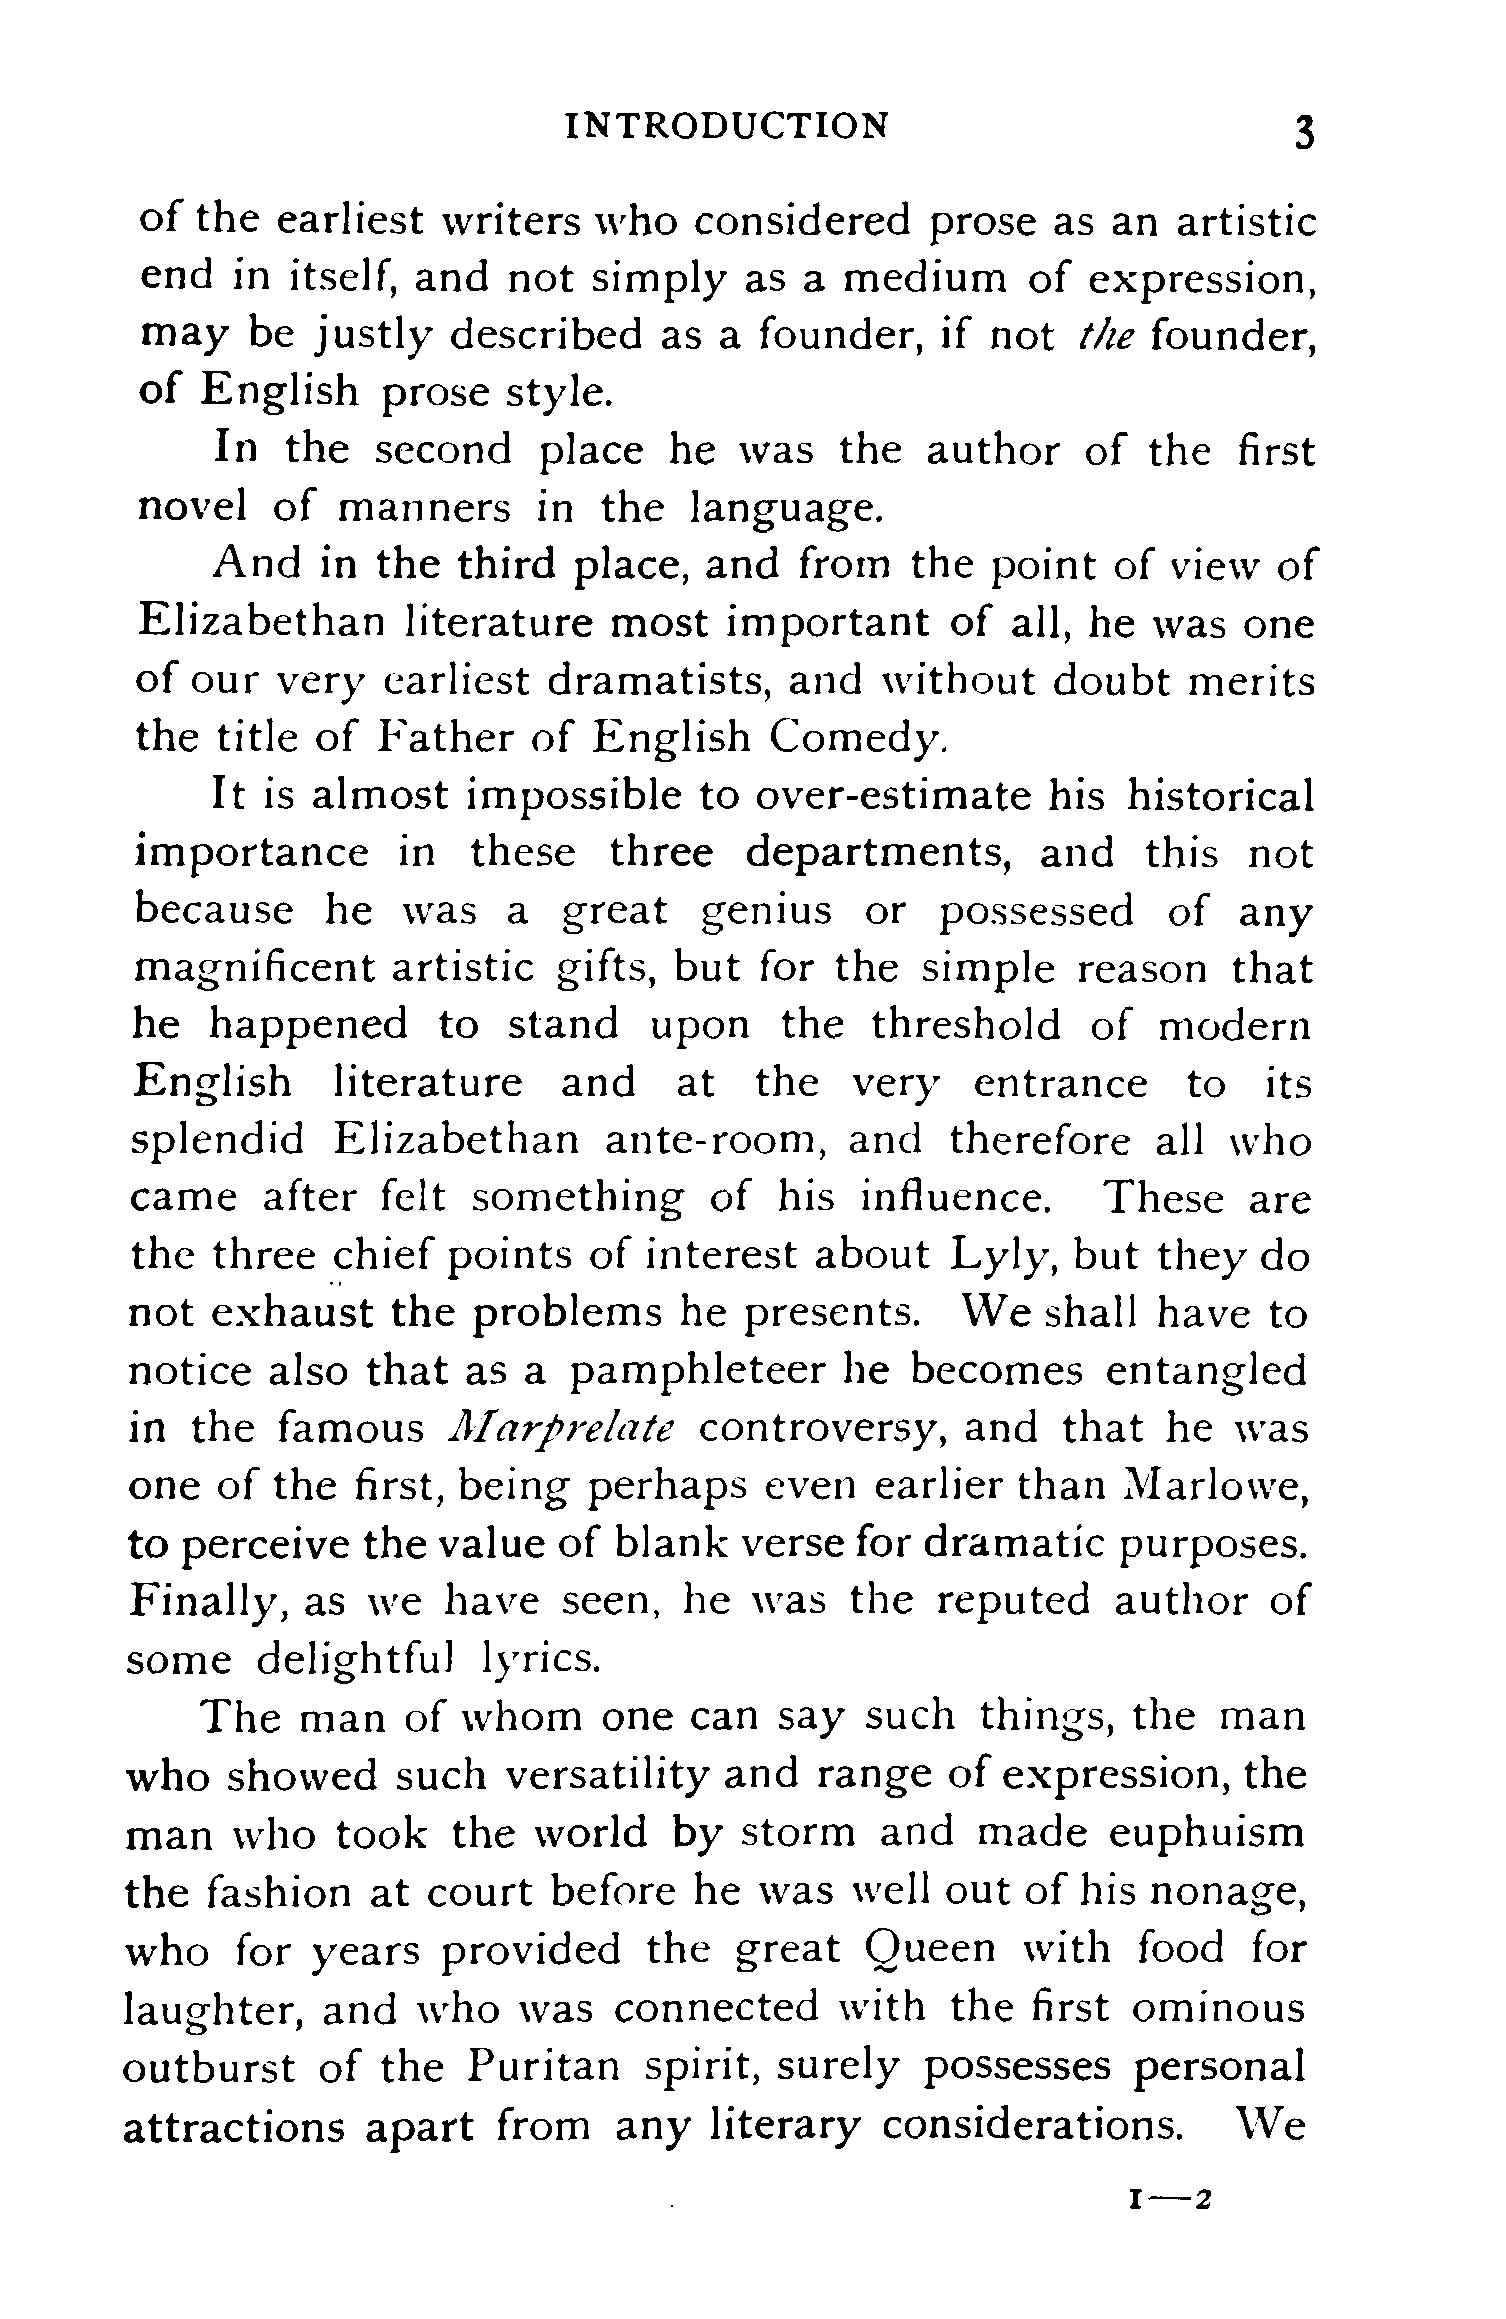 INTRODUCTION 3
of the earliest writers who considered prose as an artistic
end in itself, and not simply as a medium of expression,
may be justly described as a founder, if not the founder,
of English prose style.
In the second place he was the author of the first
novel of manners in the language.
And in the third place, and from the point of view of
Elizabethan literature most important of all, he was one
of our very earliest dramatists, and without doubt merits
the title of Father of English Comedy.
It is almost impossible to over-estimate his historical
importance in these three departments, and this not
because he was a great genius or possessed of any
magnificent artistic gifts, but for the simple reason that
he happened to stand upon the threshold of modern
English literature and at the very entrance to its
splendid Elizabethan ante-room, and therefore all who
came after felt something of his influence. These are
the three chief points of interest about Lyly, but they do
not exhaust the problems he presents. We shall have to
notice also that as a pamphleteer he becomes entangled
in the famous Marprelate controversy, and that he was
one of the first, being perhaps even earlier than Marlowe,
to perceive the value of blank verse for dramatic purposes.
Finally, as we have seen, he was the reputed author of
some delightful lyrics.
The man of whom one can say such things, the man
who showed such versatility and range of expression, the
man who took the world by storm and made euphuism
the fashion at court before he was well out of his nonage,
who for years provided the great Queen with food for
laughter, and who was connected with the first ominous
outburst of the Puritan spirit, surely possesses personal
attractions apart from any literary considerations. We
1—2